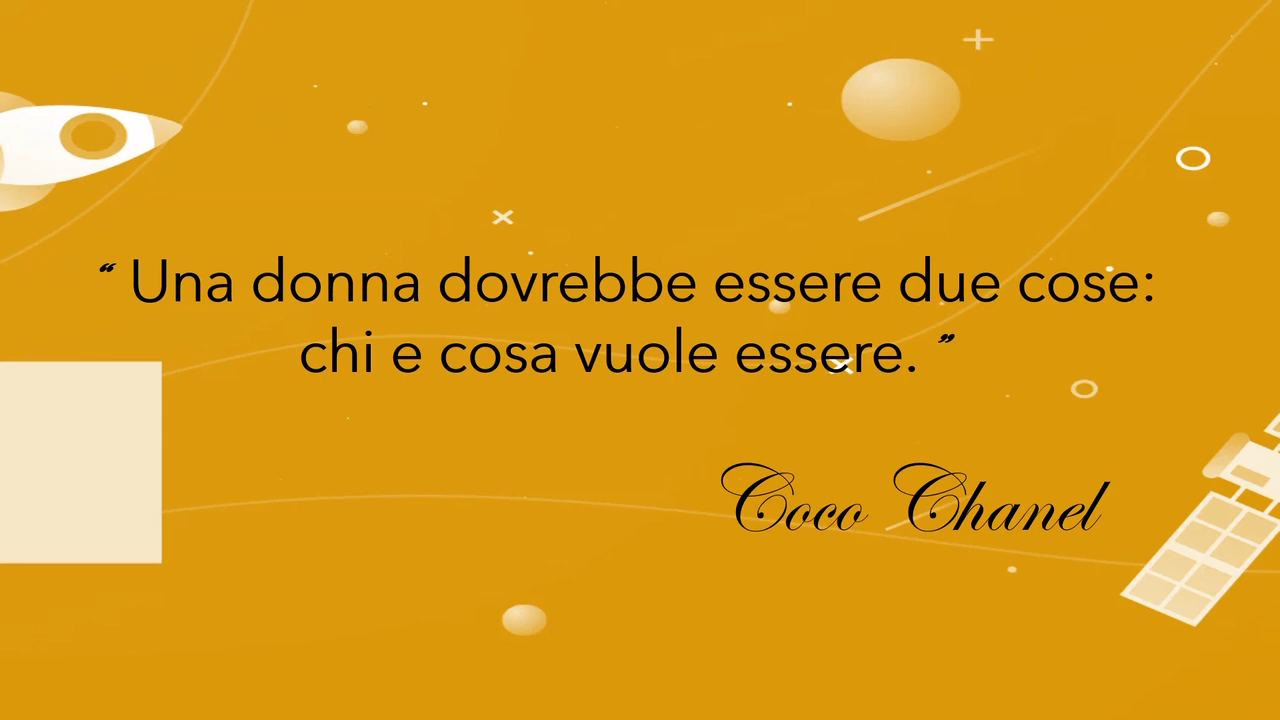 “ Una donna dovrebbe essere due cose:
chi e cosa vuole essere. ”
Coco Chanel